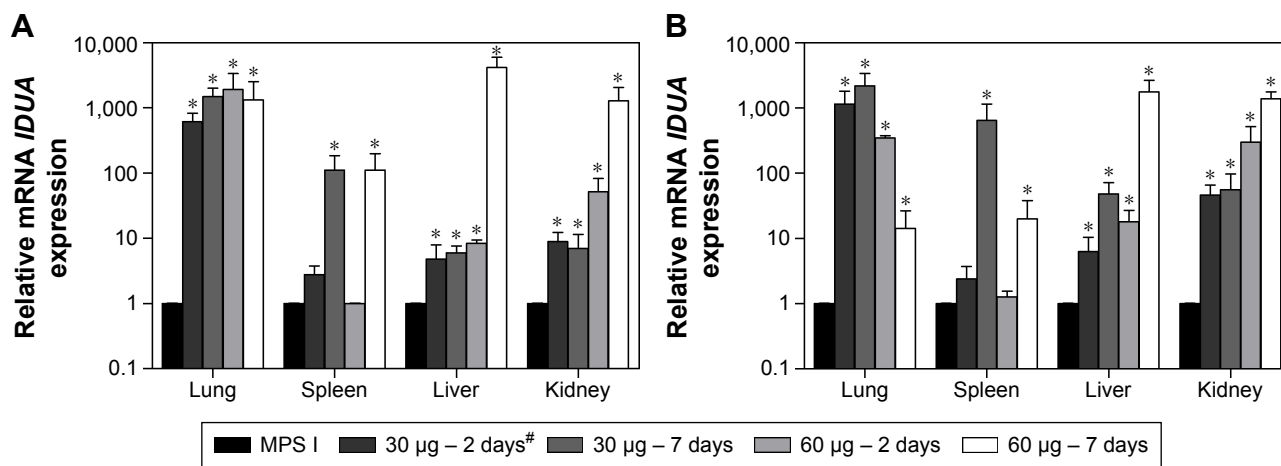 A
Relative mRNA IDUA
expression
10,000
1,000
100
10
1
0.1
* * * * * * * * * * * * * *
Lung Spleen Liver Kidney
B
Relative mRNA IDUA
expression
10,000
1,000
100
10
1
0.1
* * * * * * * * * * * * * *
Lung Spleen Liver Kidney
MPS I 30 µg – 2 days# 30 µg – 7 days 60 µg – 2 days 60 µg – 7 days